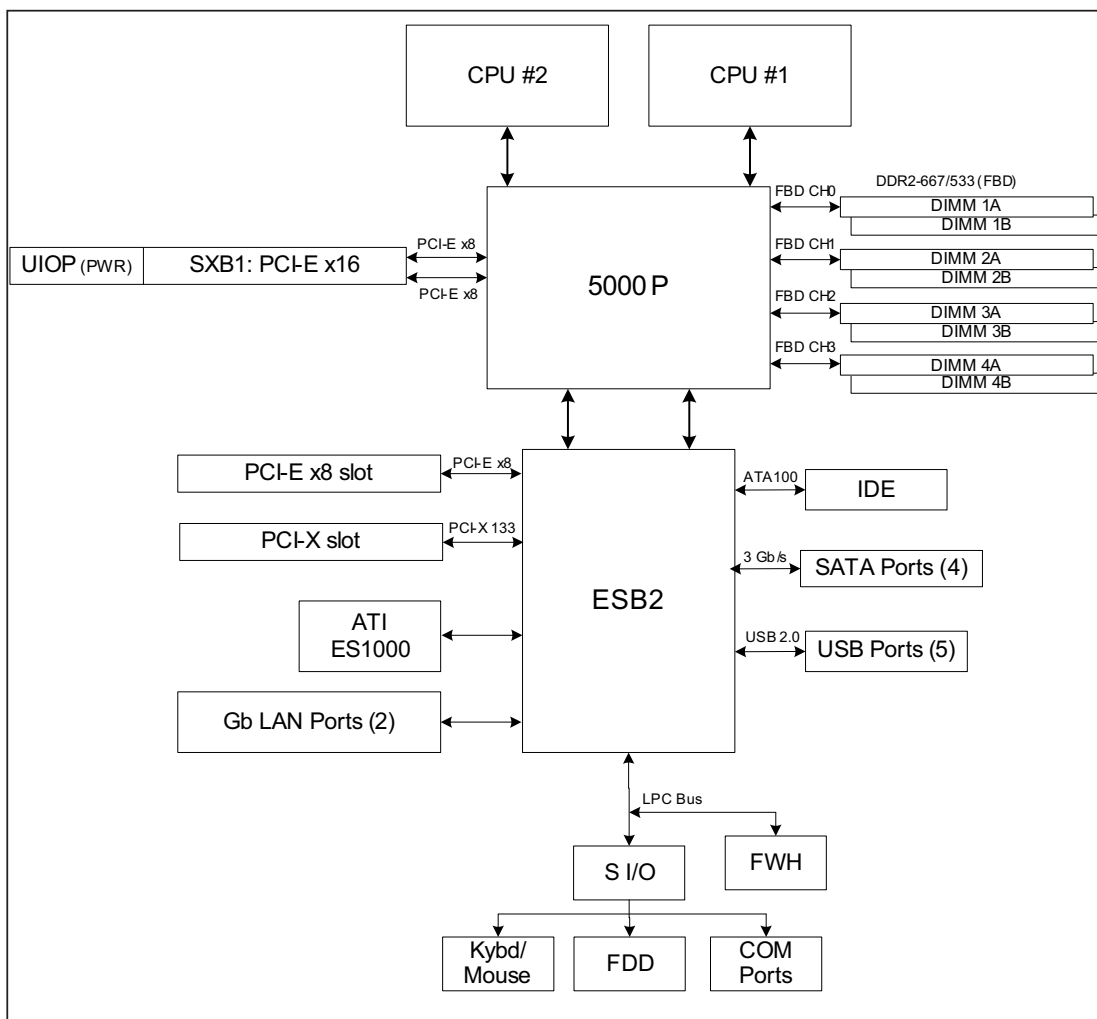 CPU #2
CPU #1
DDR2-667/533 (FBD)
FBD CH0
DIMM 1A
DIMM 1B
UIOP (PWR)
SXB1: PCI-E x16
PCI-E x8
PCI-E x8
5000P
FBD CH1
DIMM 2A
DIMM 2B
FBD CH2
DIMM 3A
DIMM 3B
FBD CH3
DIMM 4A
DIMM 4B
PCI-E x8 slot
PCI-E x8
PCI-X slot
PCI-X 133
ATI
ES1000
Gb LAN Ports (2)
ESB2
ATA100
IDE
3 Gb/s
SATA Ports (4)
USB 2.0
USB Ports (5)
LPC Bus
S I/O
FWH
Kybd/
Mouse
FDD
COM
Ports